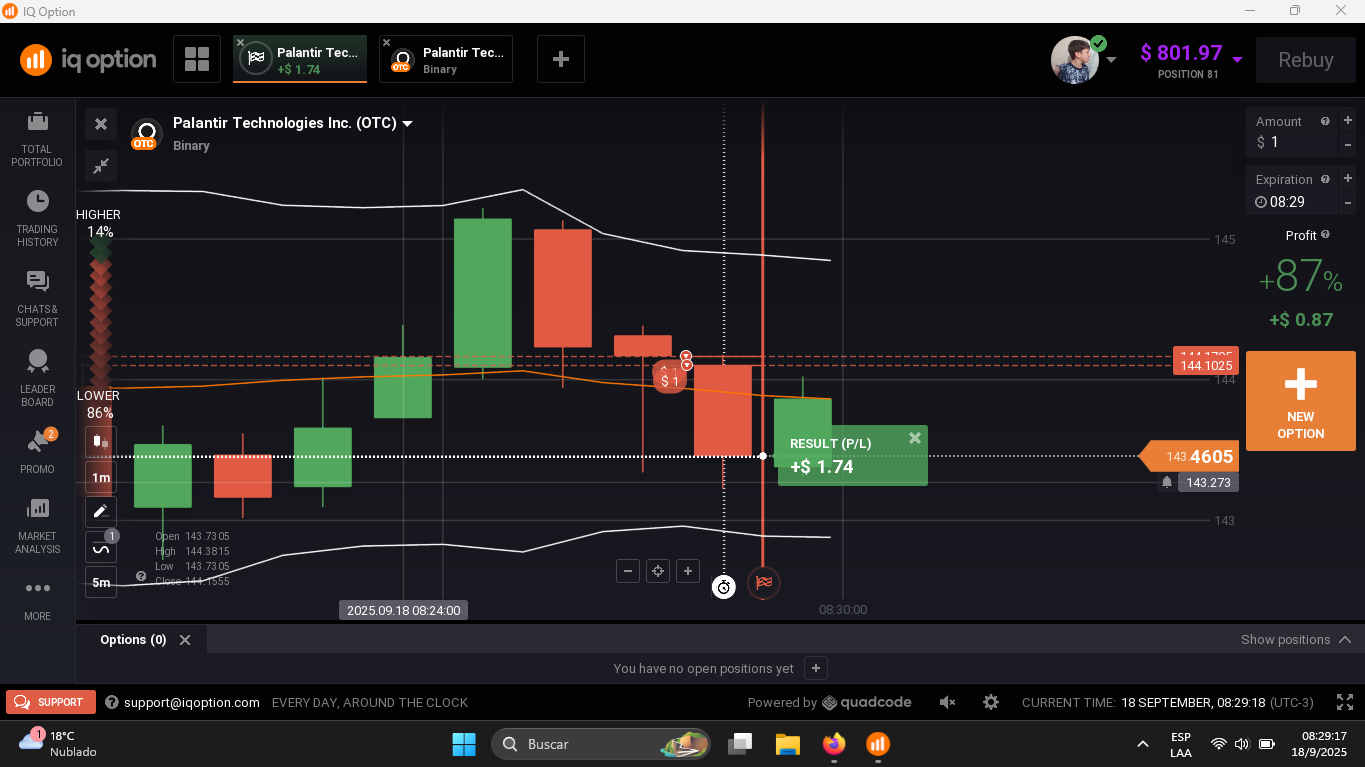 IQ Option
iq option
Palantir Tec...
+$ 1.74
OTC
Palantir Tec...
Binary
$ 801.97
POSITION 81
Rebuy
TOTAL PORTFOLIO
TRADING HISTORY
CHATS & SUPPORT
LEADER BOARD
2
PROMO
MARKET ANALYSIS
MORE
OTC
Palantir Technologies Inc. (OTC)
Binary
HIGHER
14%
LOWER
86%
1m
1
5m
Open 143.7305
High 144.3815
Low 143.7305
Close 144.1555
$ 1
$ 1
RESULT (P/L)
+$ 1.74
145
144
143
144.1025
143.4605
143.273
2025.09.18 08:24:00
08:30:00
Amount
$ 1
Expiration
08:29
Profit
+87%
+$ 0.87
NEW
OPTION
Options (0)
Show positions
You have no open positions yet
SUPPORT
support@iqoption.com
EVERY DAY, AROUND THE CLOCK
Powered by quadcode
CURRENT TIME: 18 SEPTEMBER, 08:29:18 (UTC-3)
1
18°C
Nublado
Buscar
ESP
LAA
08:29:17
18/9/2025